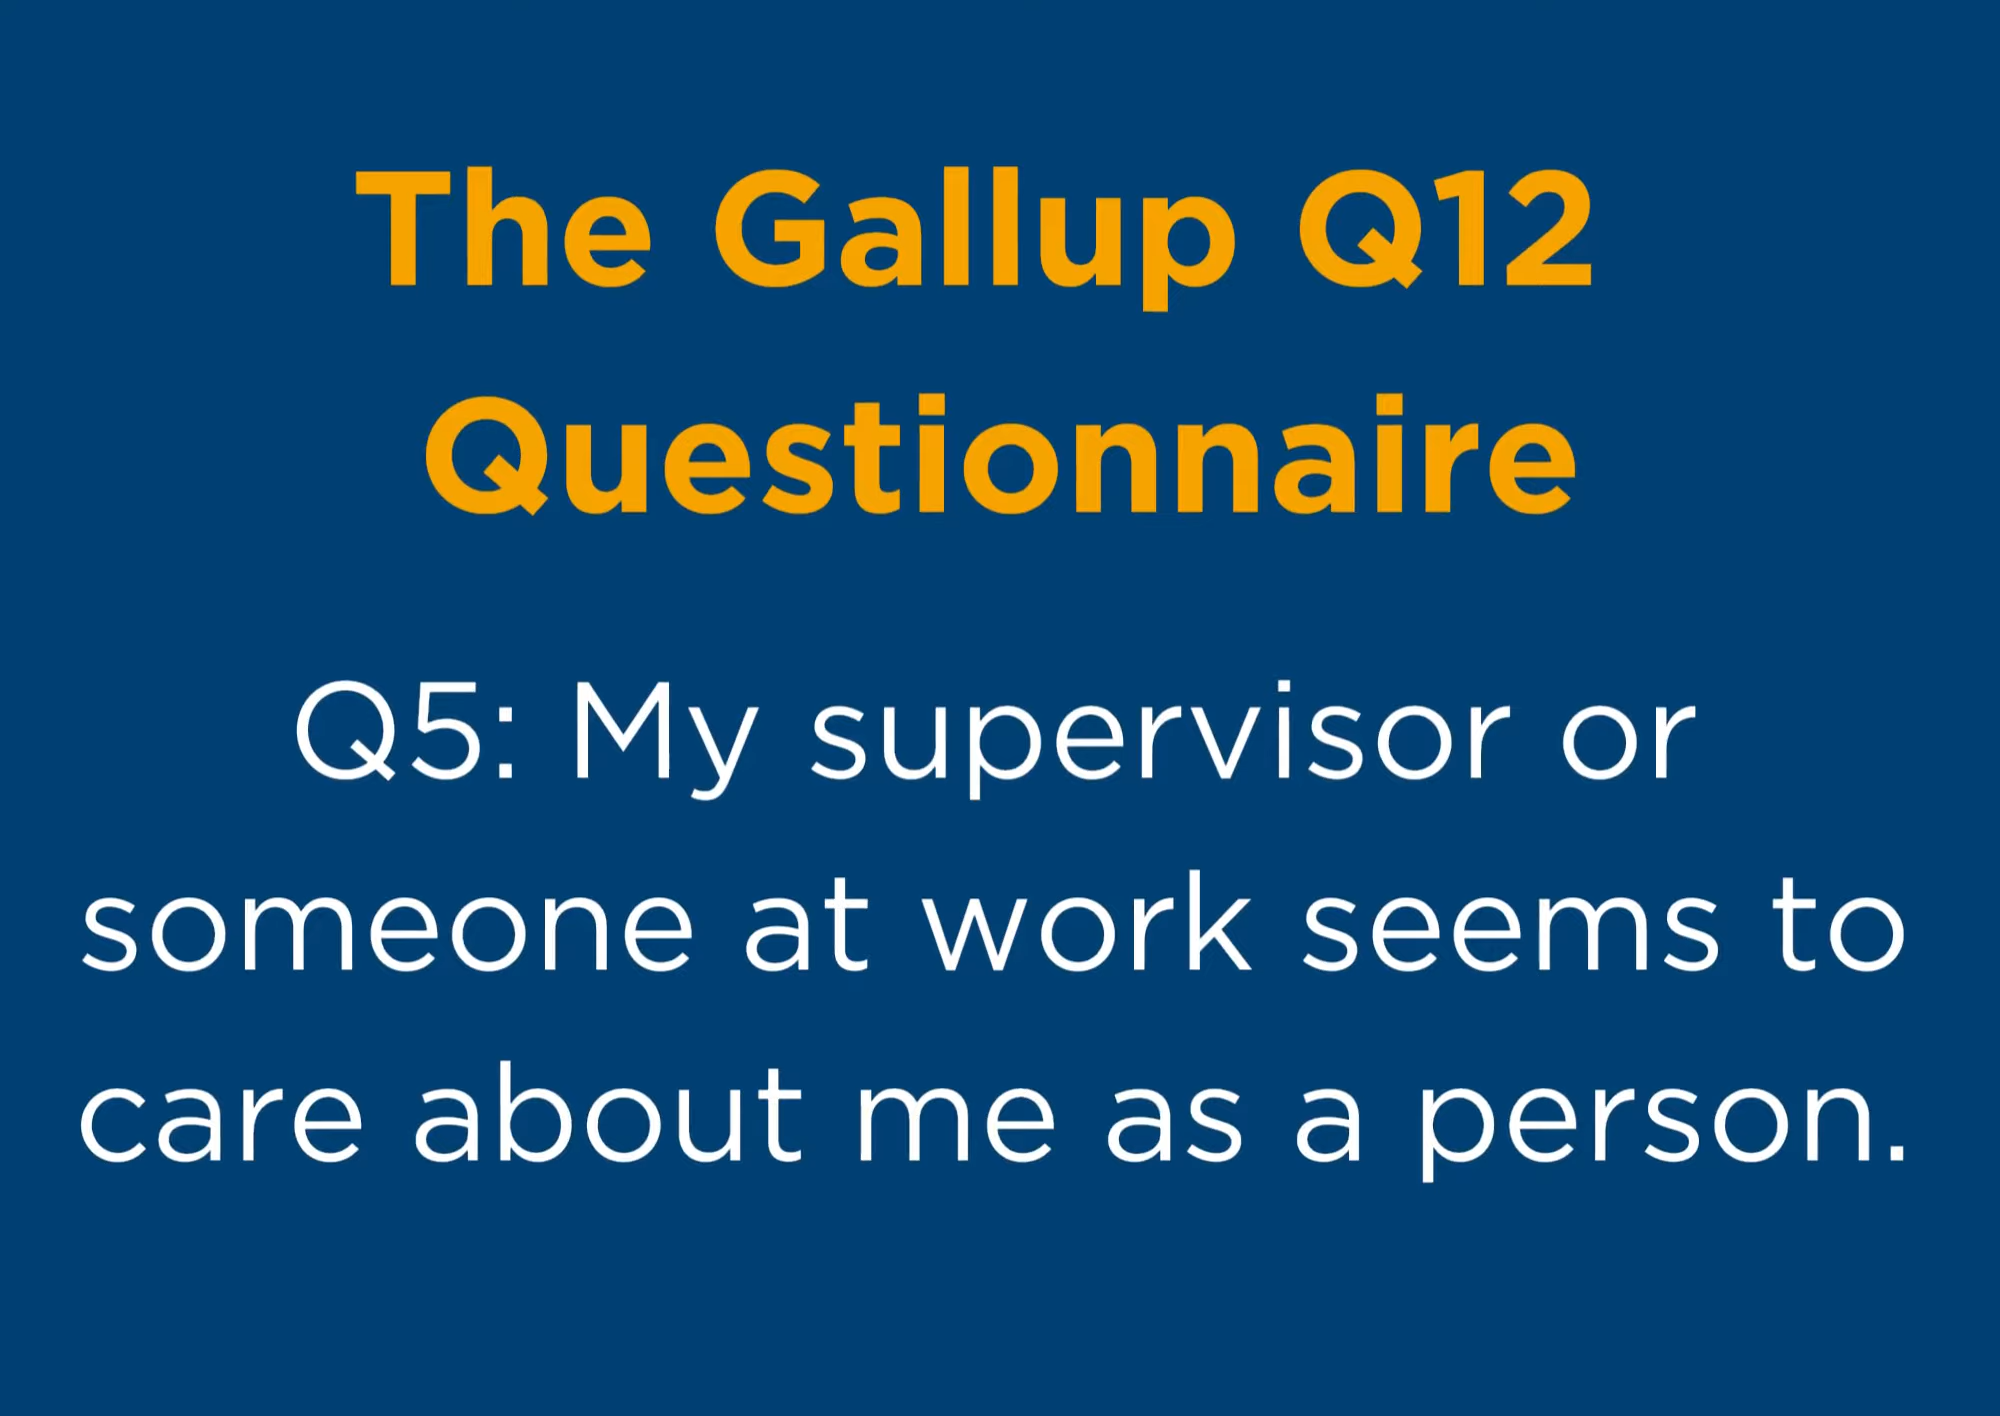 The Gallup Q12
Questionnaire
Q5: My supervisor or
someone at work seems to
care about me as a person.